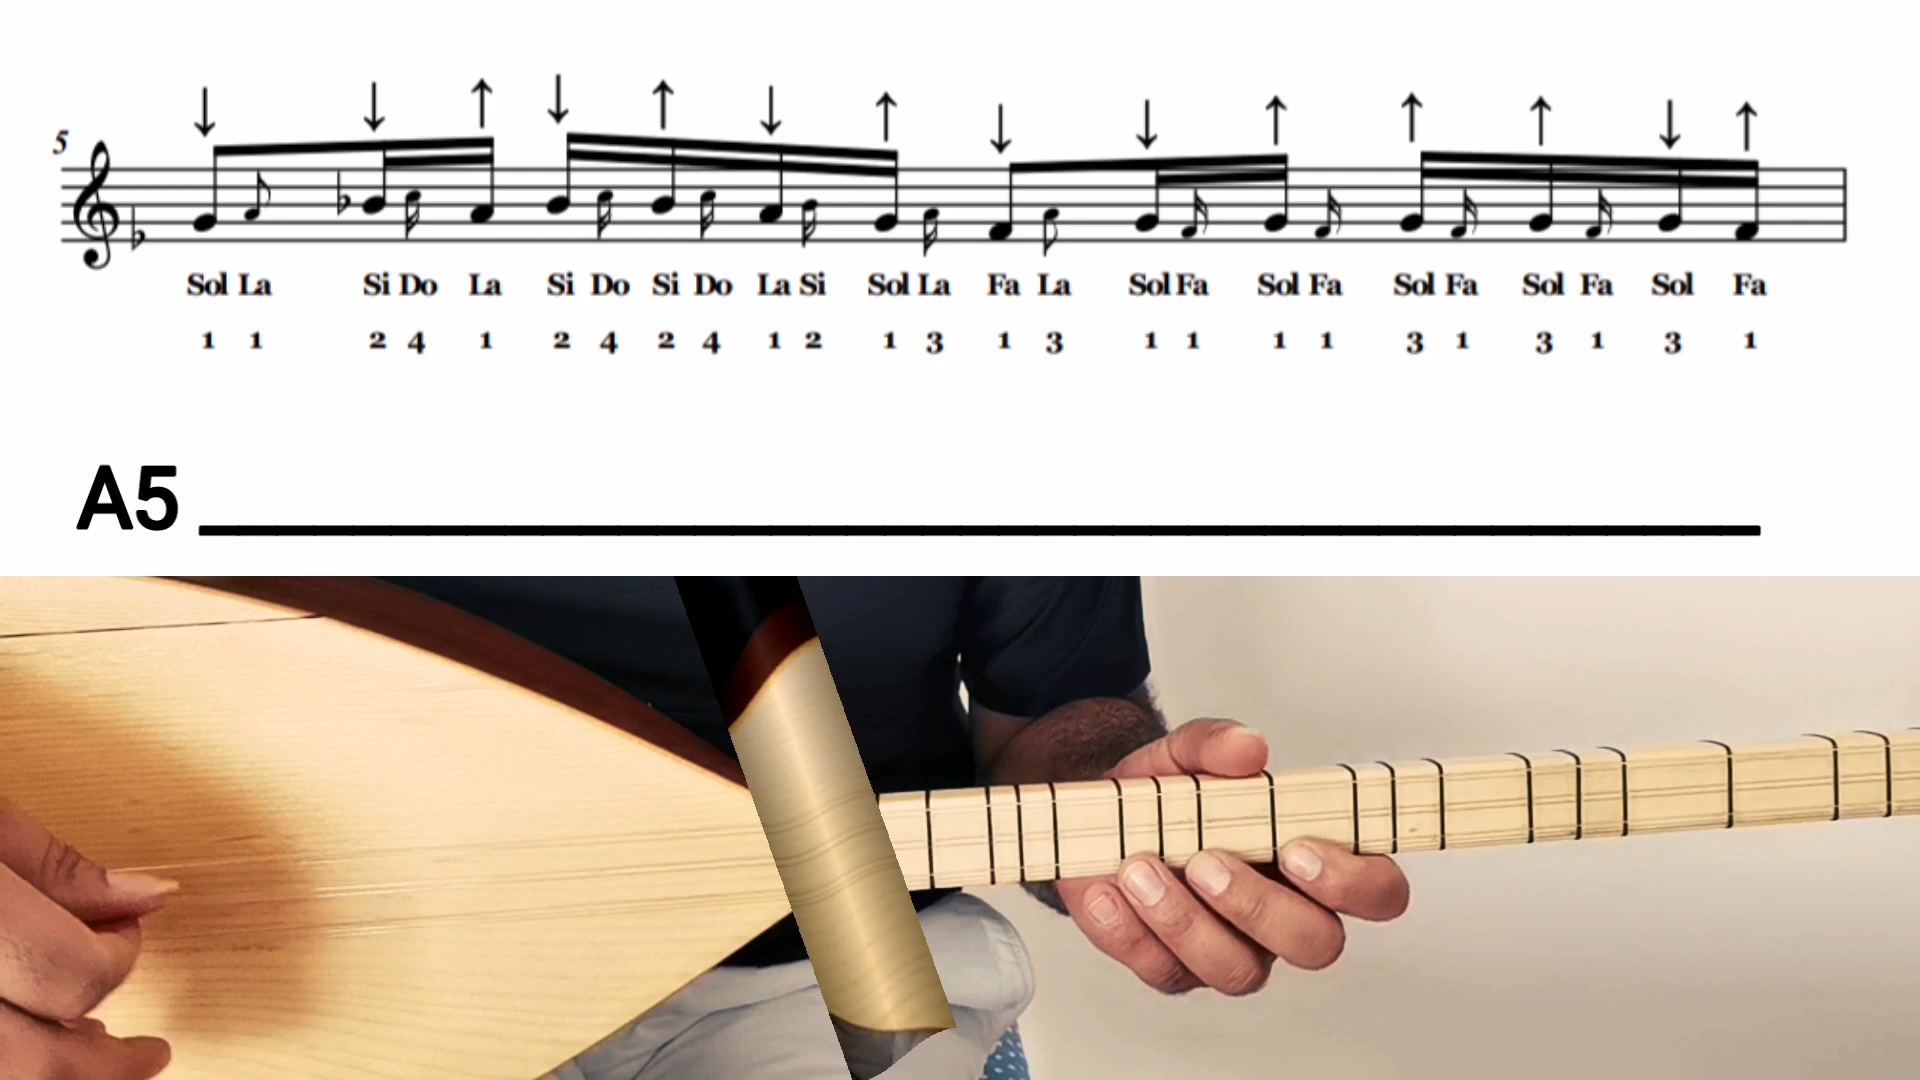 5
Sol La Si Do La Si Do Si Do La Si Sol La Fa La Sol Fa Sol Fa Sol Fa Sol Fa Sol Fa
1 1 2 4 1 2 4 2 4 1 2 1 3 1 3 1 1 1 1 3 1 3 1 3 1
A5